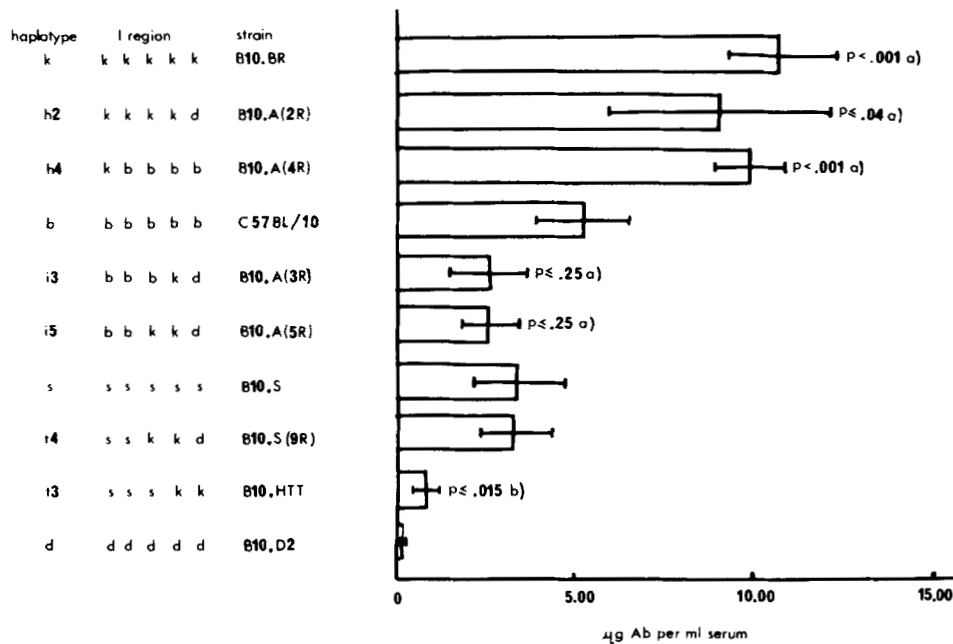 haplotype I region strain
k k k k k k B10.BR p<.001 a)
h2 k k k k d B10.A(2R) p≤.04 a)
h4 k b b b b B10.A(4R) p<.001 a)
b b b b b b C57BL/10
i3 b b b k d B10.A(3R) p≤.25 a)
i5 b b k k d B10.A(5R) p≤.25 a)
s s s s s s B10.S
t4 s s k k d B10.S(9R)
t3 s s s k k B10.HTT p≤.015 b)
d d d d d d B10.D2
0 5.00 10.00 15.00
µg Ab per ml serum